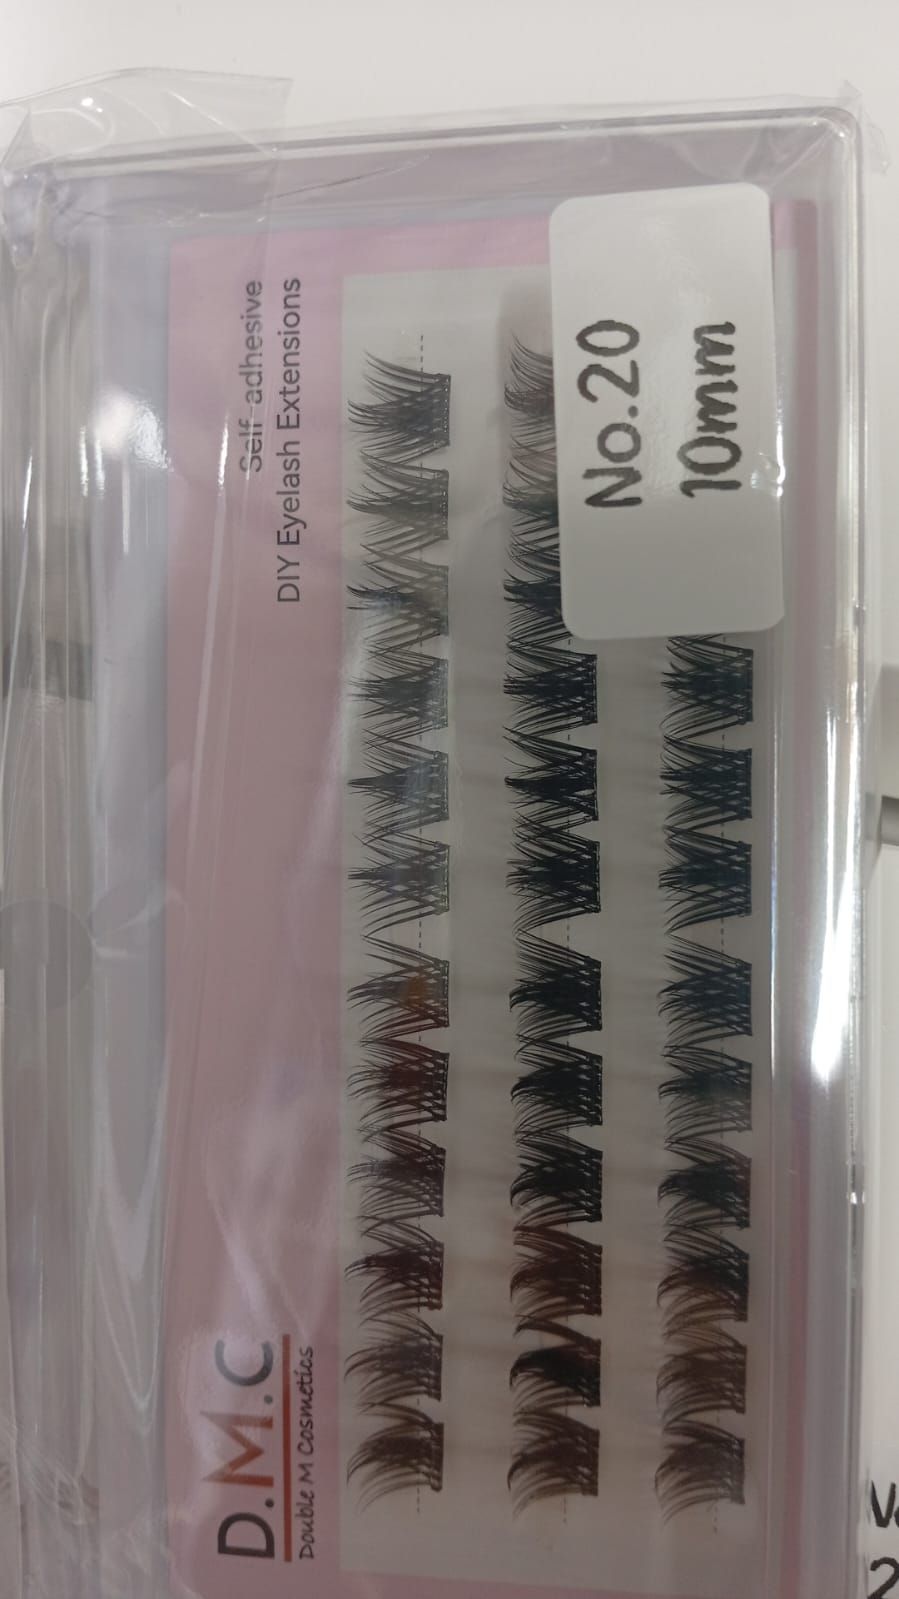 Self-adhesive
DIY Eyelash Extensions
D.M.C
Double M Cosmetics
No.20
10mm